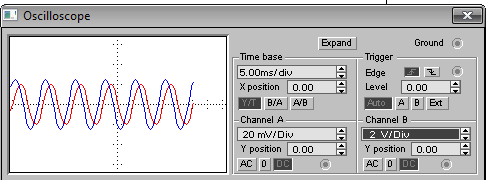 Oscilloscope
Expand Ground
Time base Trigger
5.00ms/div Edge
X position 0.00 Level 0.00
Y/T B/A A/B Auto A B Ext
Channel A Channel B
20 mV/Div 2 V/Div
Y position 0.00 Y position 0.00
AC 0 DC AC 0 DC